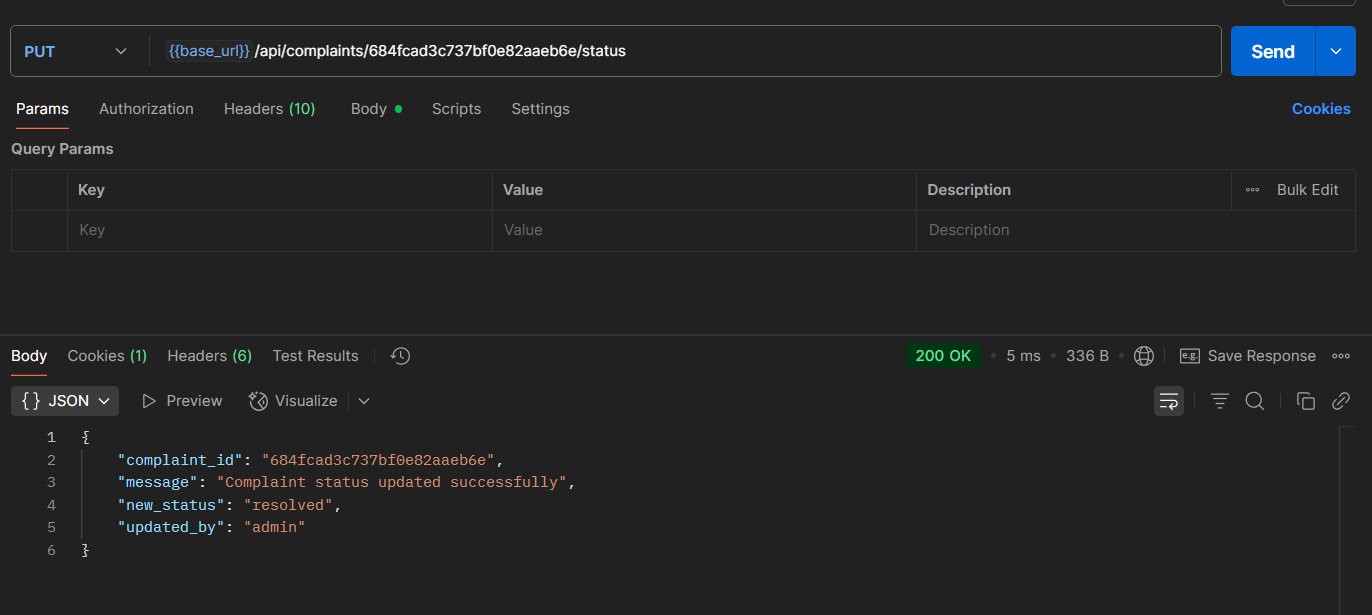 PUT {{base_url}} /api/complaints/684fcad3c737bf0e82aaeb6e/status Send
Params Authorization Headers (10) Body Scripts Settings Cookies
Query Params
Key Value Description Bulk Edit
Key Value Description
Body Cookies (1) Headers (6) Test Results 200 OK 5 ms 336 B e.g. Save Response
{} JSON Preview Visualize
1 {
2 "complaint_id": "684fcad3c737bf0e82aaeb6e",
3 "message": "Complaint status updated successfully",
4 "new_status": "resolved",
5 "updated_by": "admin"
6 }